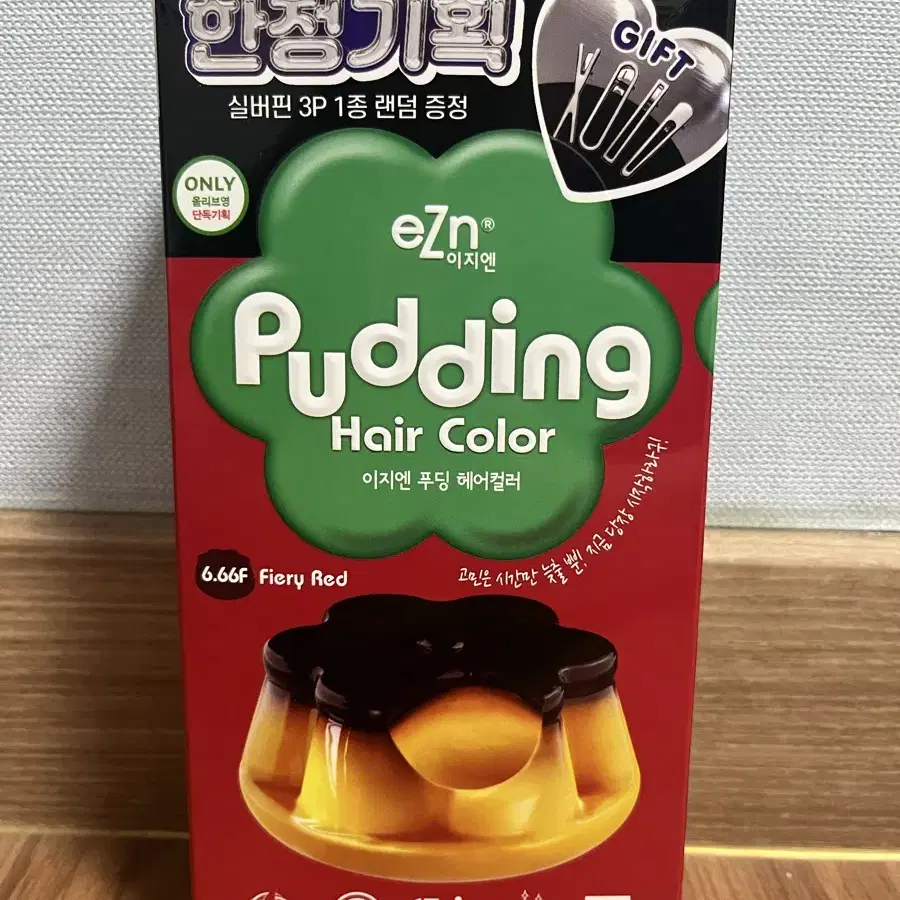 한정기획
실버핀 3P 1종 랜덤 증정
GIFT
ONLY
올리브영
단독기획
eZn®
이지엔
Pudding
Hair Color
이지엔 푸딩 헤어컬러
고민은 시간만 늦출 뿐!, 지금 당장 시작하라구!
6.66F Fiery Red